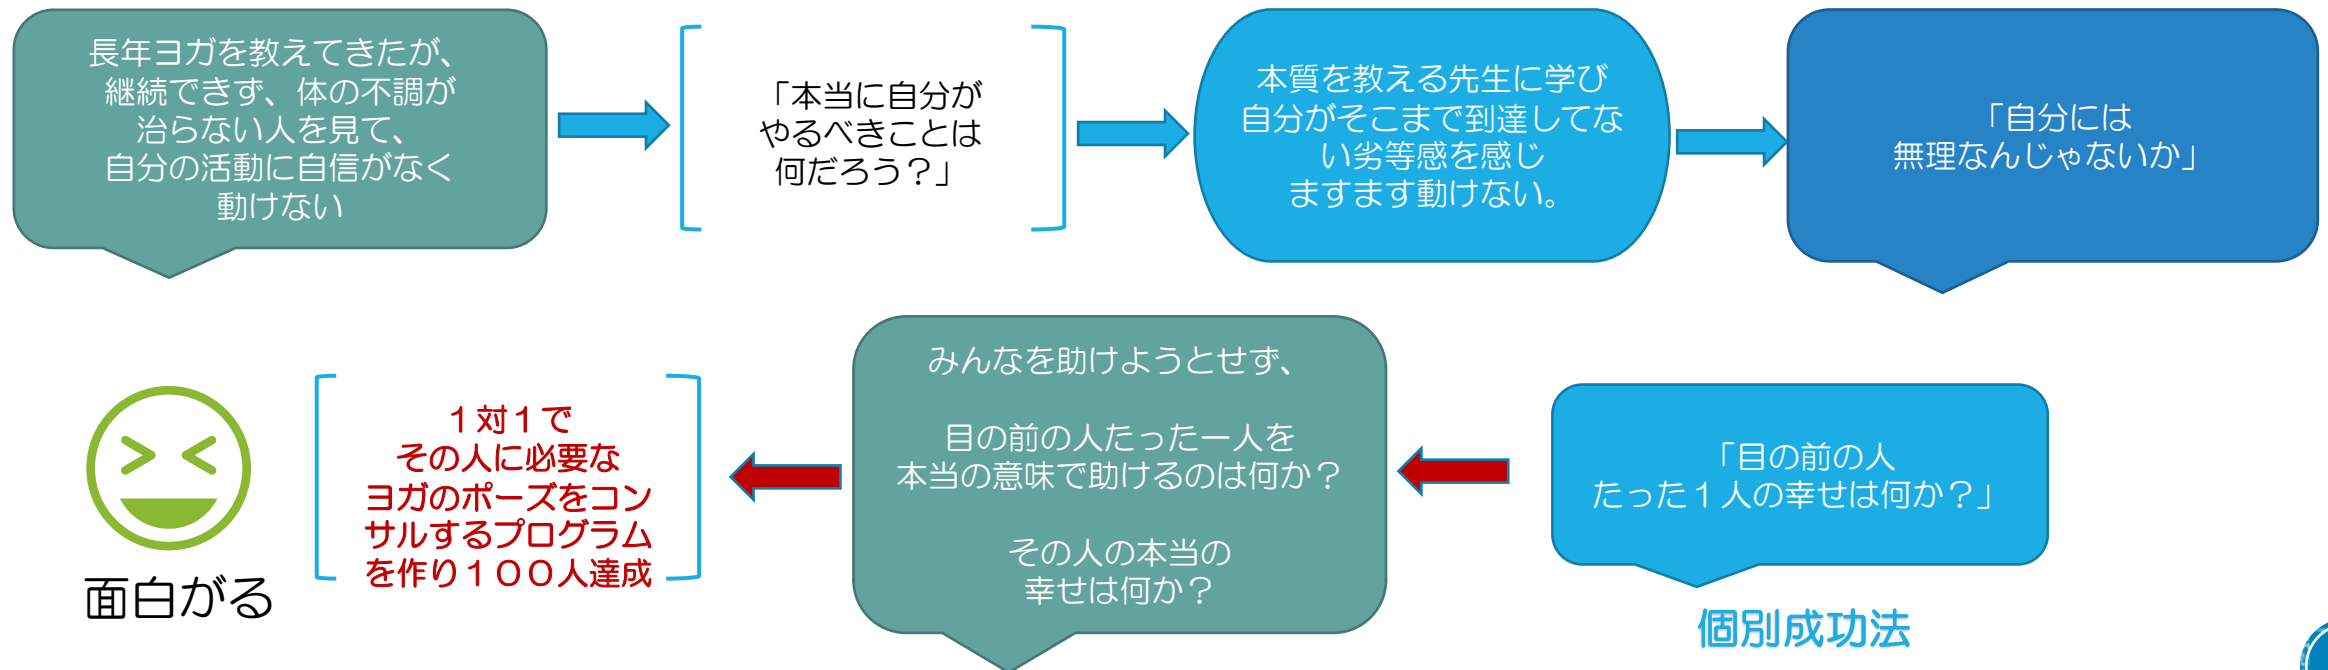 長年ヨガを教えてきたが、
継続できず、体の不調が
治らない人を見て、
自分の活動に自信がなく
動けない
「本当に自分が
やるべきことは
何だろう？」
本質を教える先生に学び
自分がそこまで到達してな
い劣等感を感じ
ますます動けない。
「自分には
無理なんじゃないか」
「目の前の人
たった１人の幸せは何か？」
個別成功法
みんなを助けようとせず、
目の前の人たった一人を
本当の意味で助けるのは何か？
その人の本当の
幸せは何か？
１対１で
その人に必要な
ヨガのポーズをコン
サルするプログラム
を作り１００人達成
面白がる